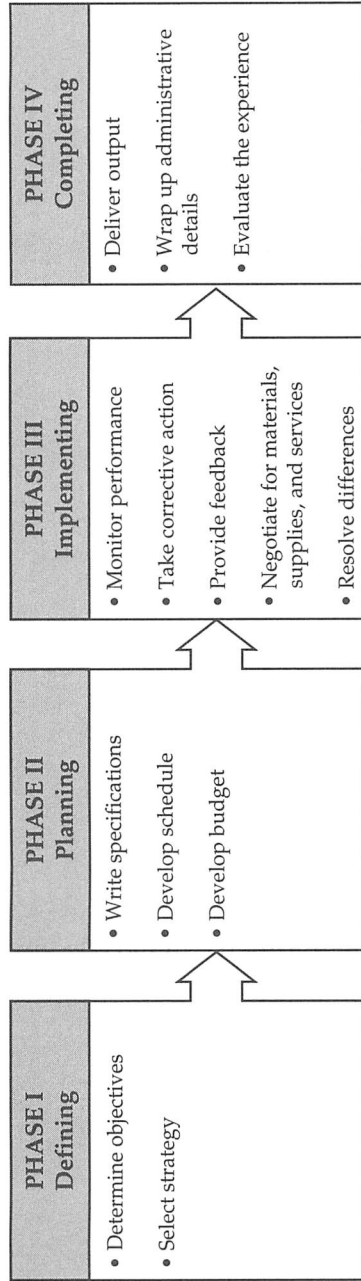 PHASE I
Defining
• Determine objectives
• Select strategy
PHASE II
Planning
• Write specifications
• Develop schedule
• Develop budget
PHASE III
Implementing
• Monitor performance
• Take corrective action
• Provide feedback
• Negotiate for materials,
supplies, and services
• Resolve differences
PHASE IV
Completing
• Deliver output
• Wrap up administrative
details
• Evaluate the experience